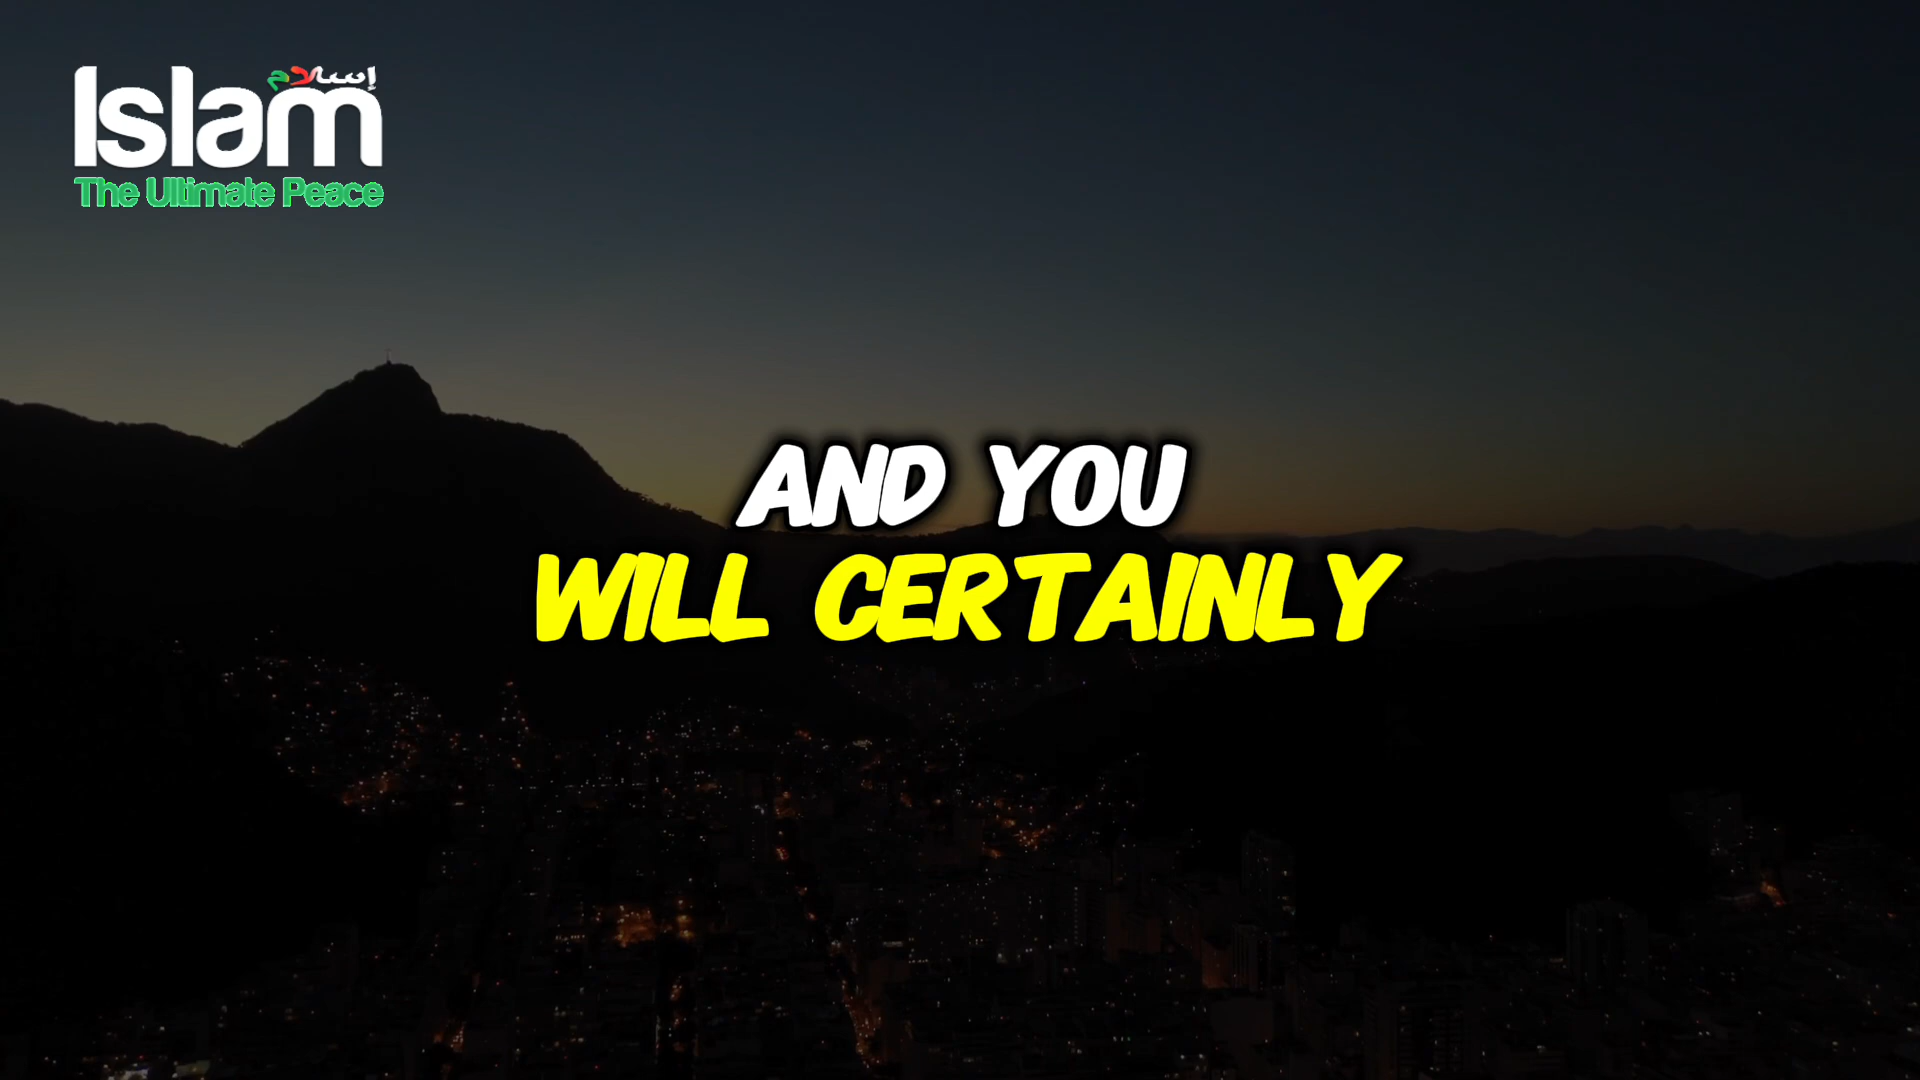 إسلام
Islam
The Ultimate Peace
AND YOU
WILL CERTAINLY